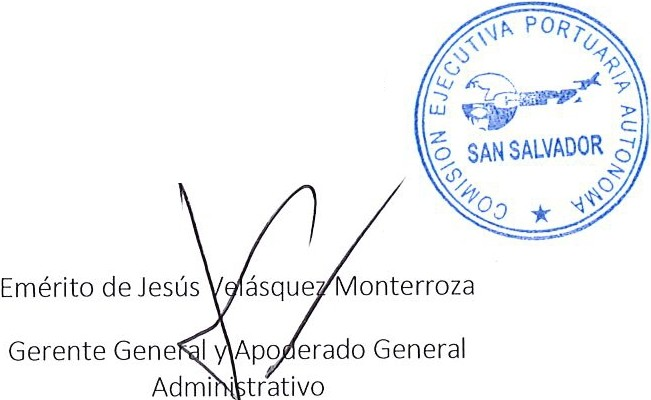 COMISION EJECUTIVA PORTUARIA AUTONOMA
SAN SALVADOR
Emérito de Jesús Velásquez Monterroza
Gerente General y Apoderado General
Administrativo